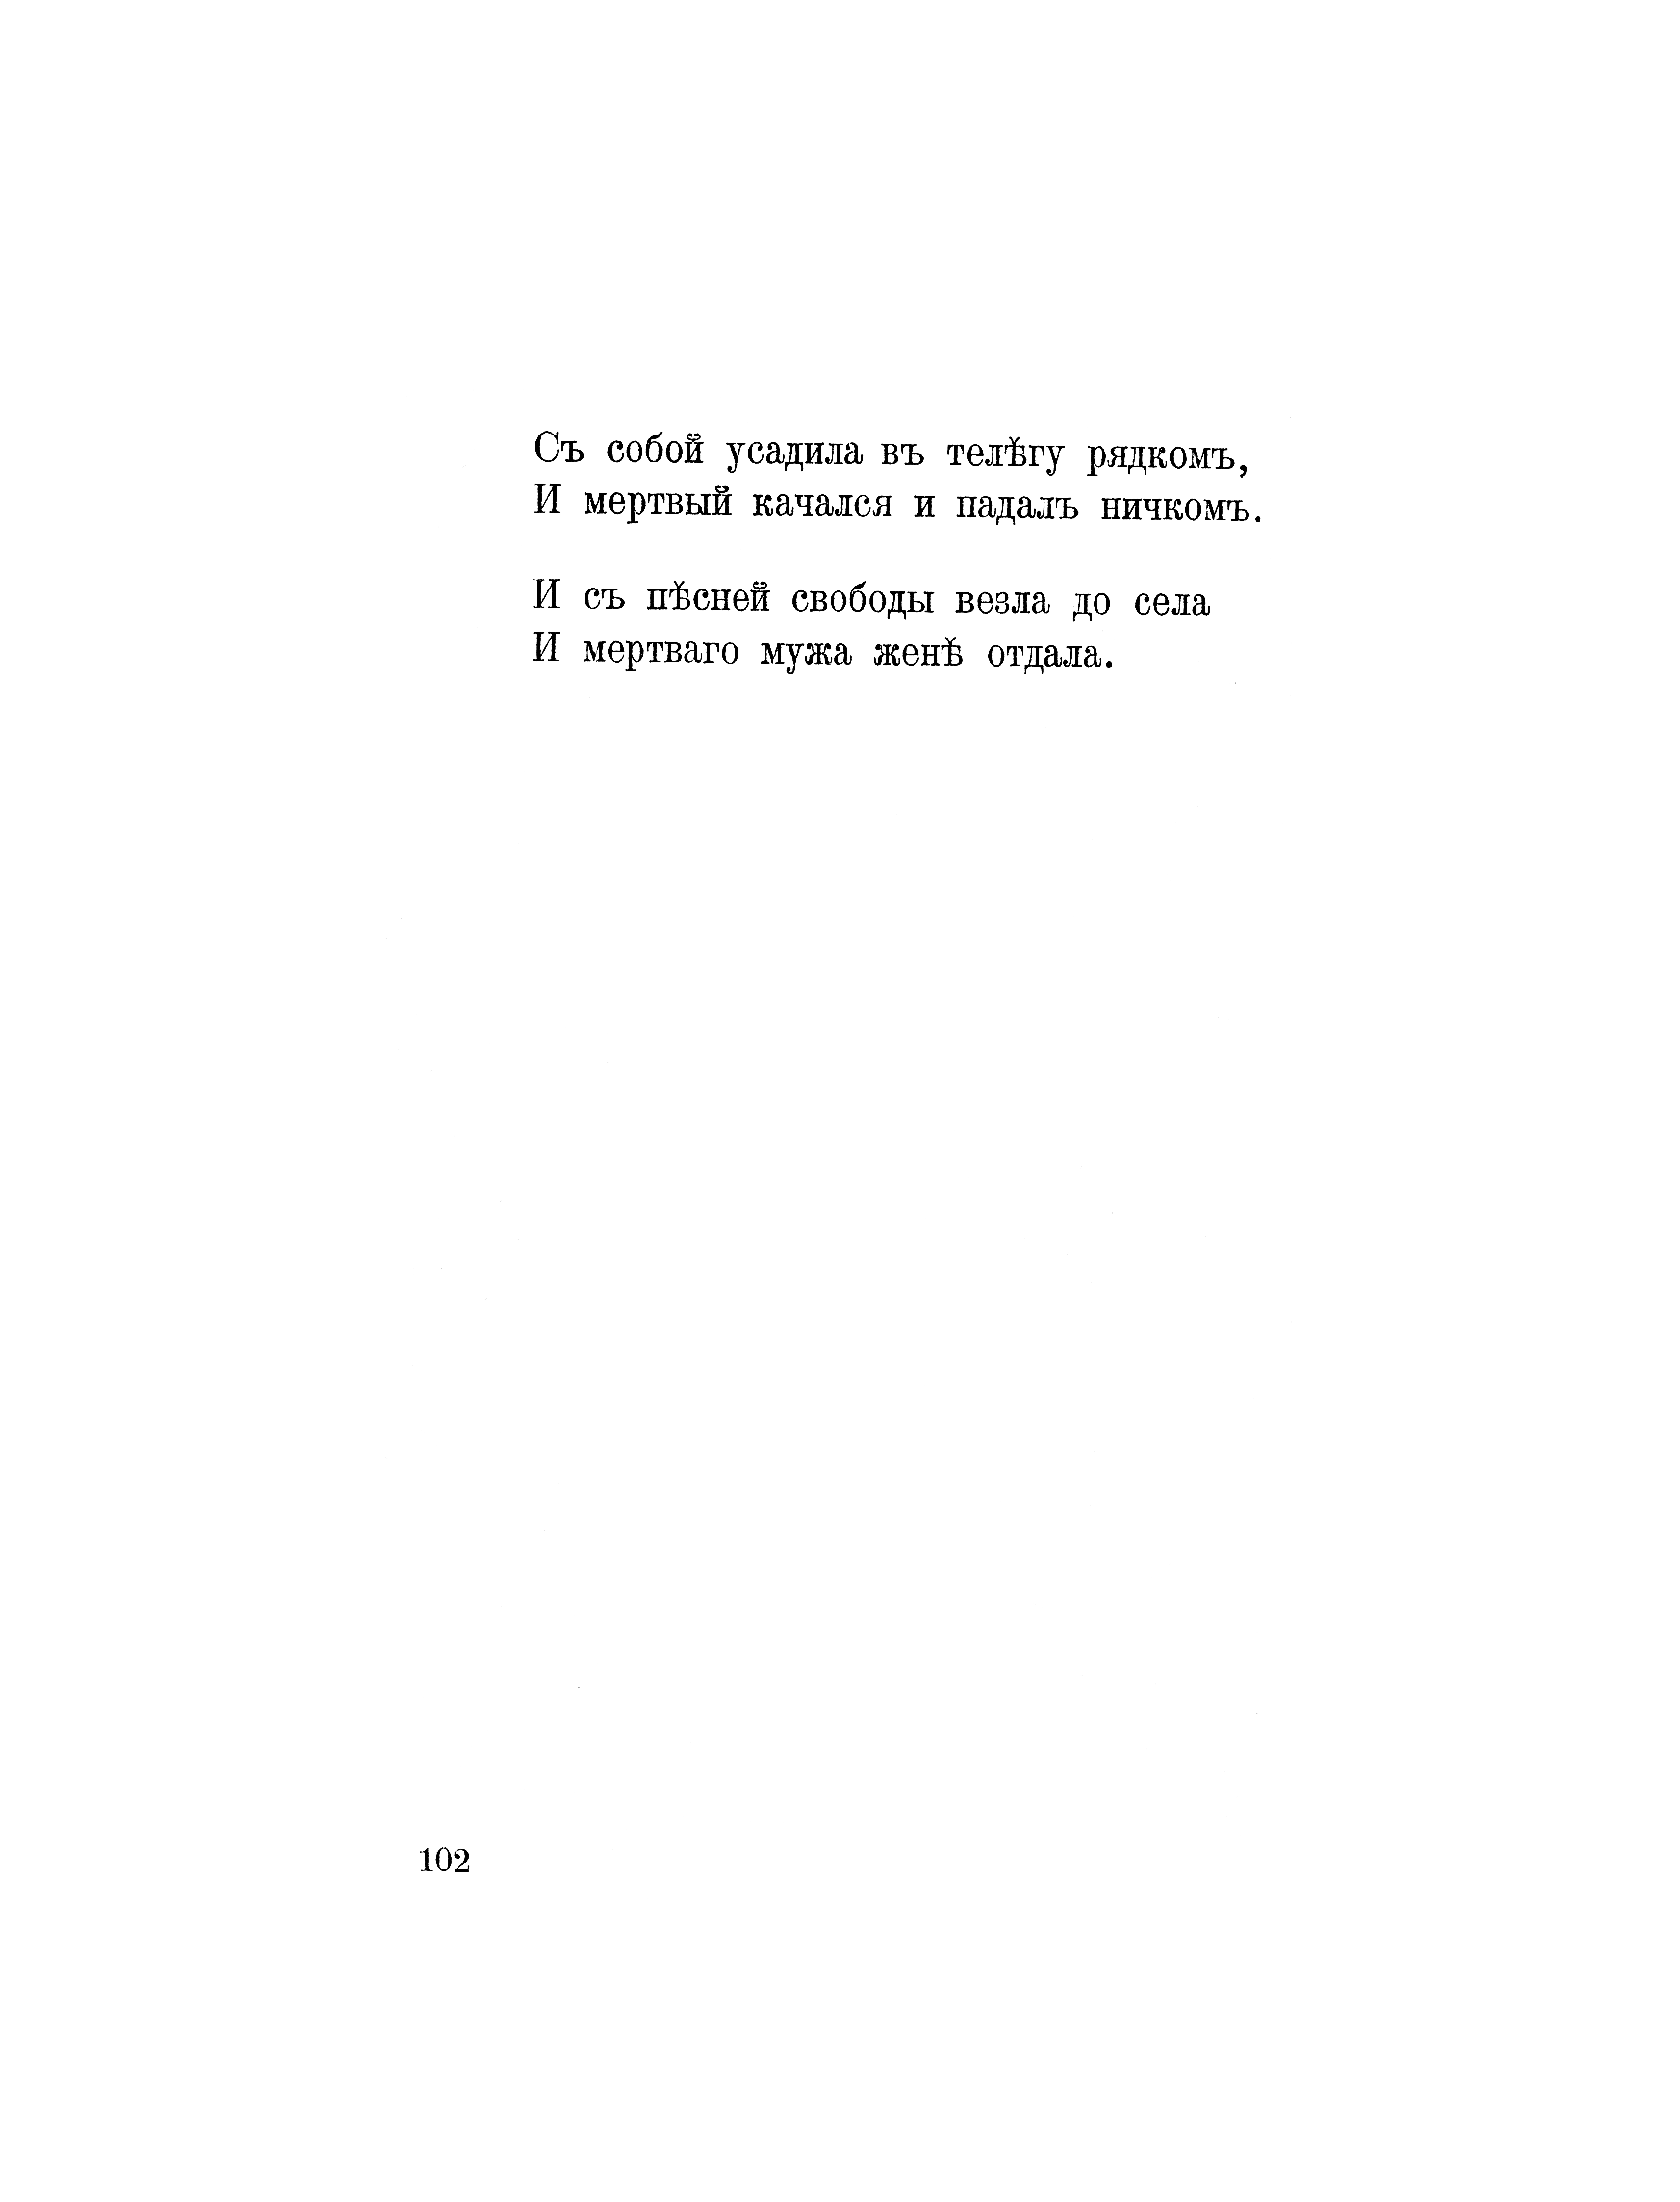 Съ собой усадила въ телѣгу рядкомъ,
И мертвый качался и падалъ ничкомъ.
И съ пѣсней свободы везла до села
И мертваго мужа женѣ отдала.
102